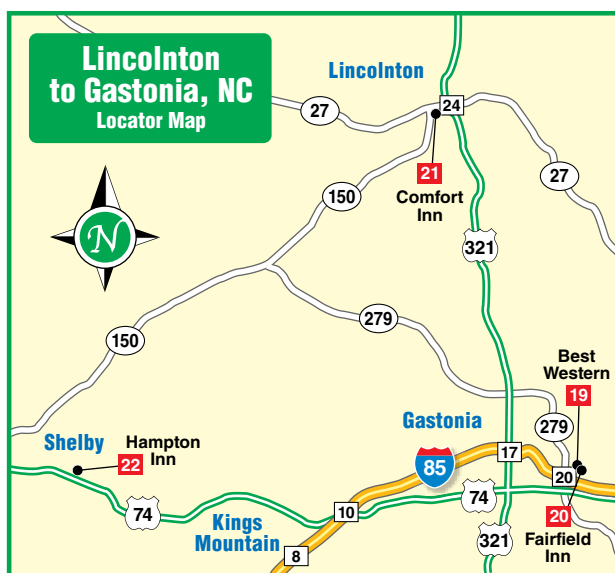 Lincolnton
to Gastonia, NC
Locator Map
Lincolnton
27
24
21
Comfort
Inn
27
150
N
321
279
150
Best
Western
19
Gastonia
279
Shelby
Hampton
Inn
22
17
85
20
74
74
10
20
Kings
Mountain
321
Fairfield
Inn
8